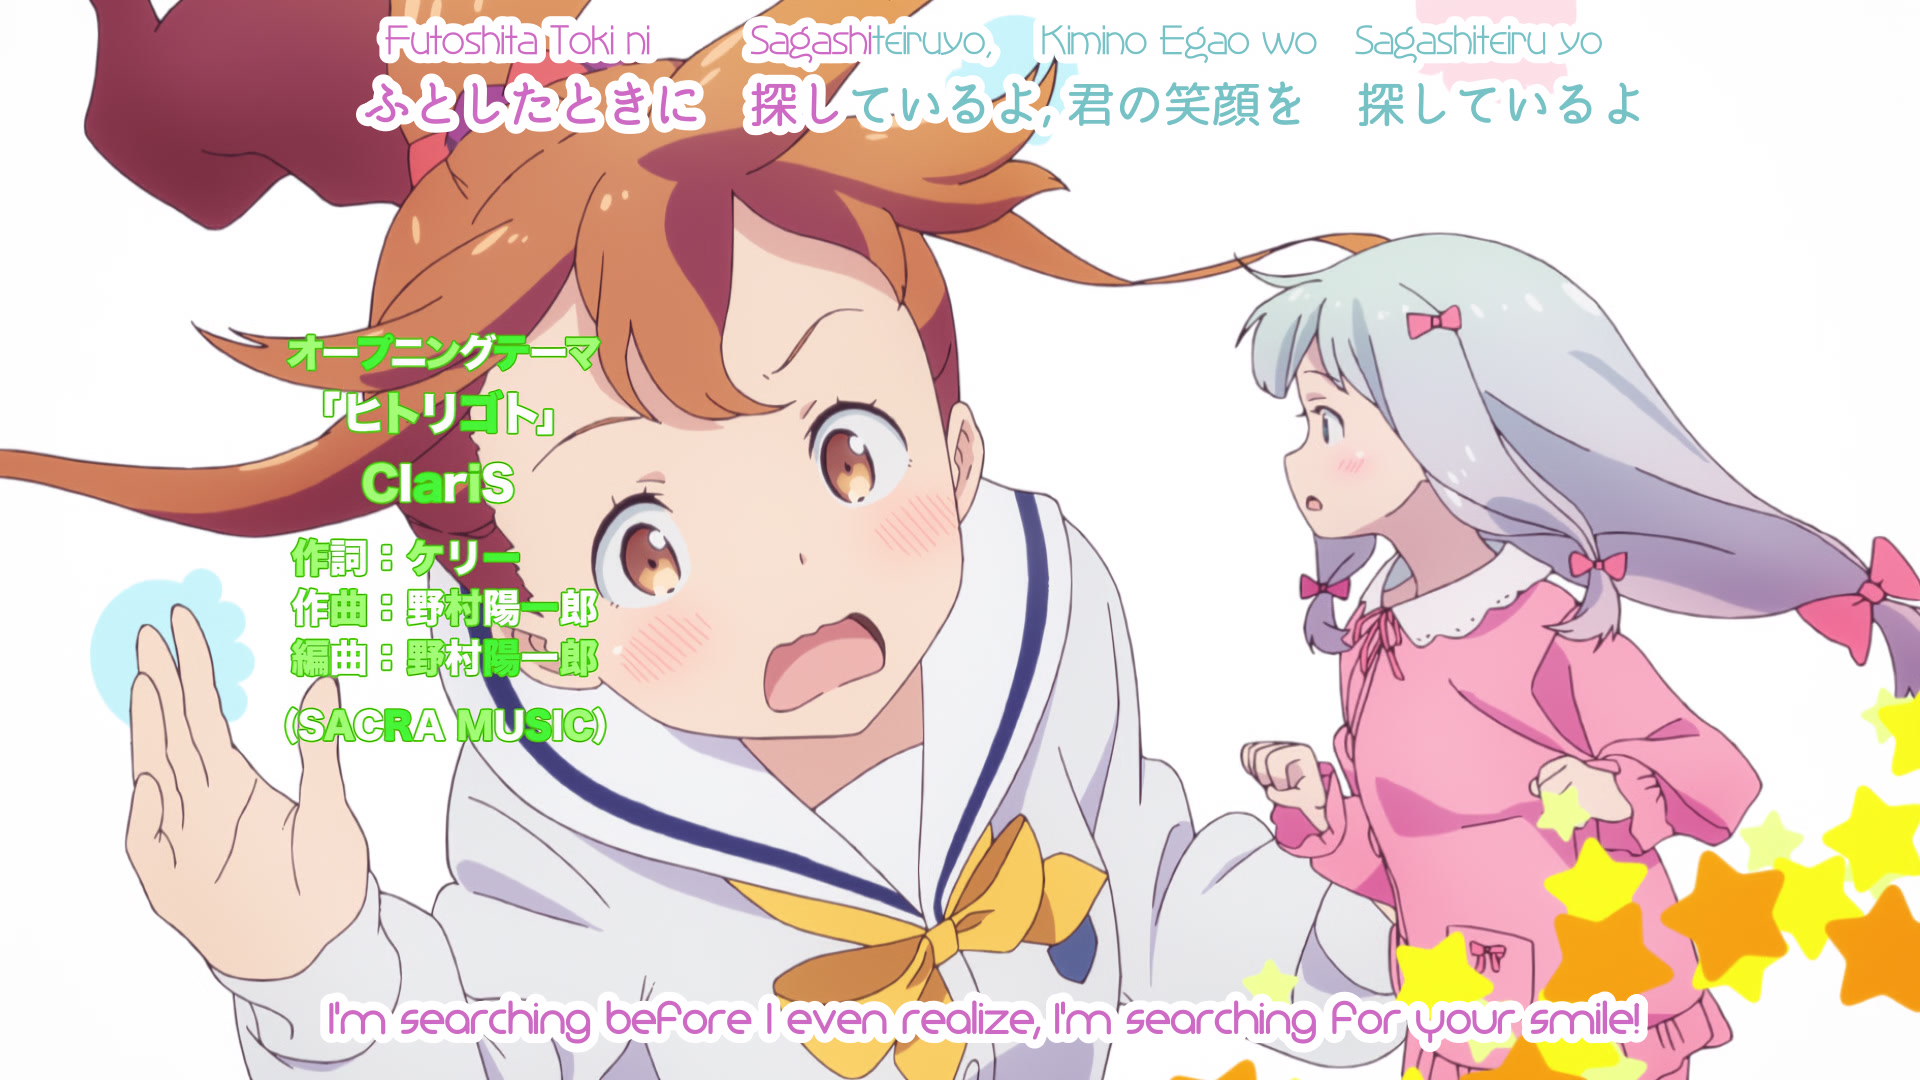 Futoshita Toki ni Sagashiteiruyo, Kimino Egao wo Sagashiteiru yo
ふとしたときに 探しているよ, 君の笑顔を 探しているよ
オープニングテーマ
「ヒトリゴト」
ClariS
作詞：ケリー
作曲：野村陽一郎
編曲：野村陽一郎
(SACRA MUSIC)
I'm searching before I even realize, I'm searching for your smile!